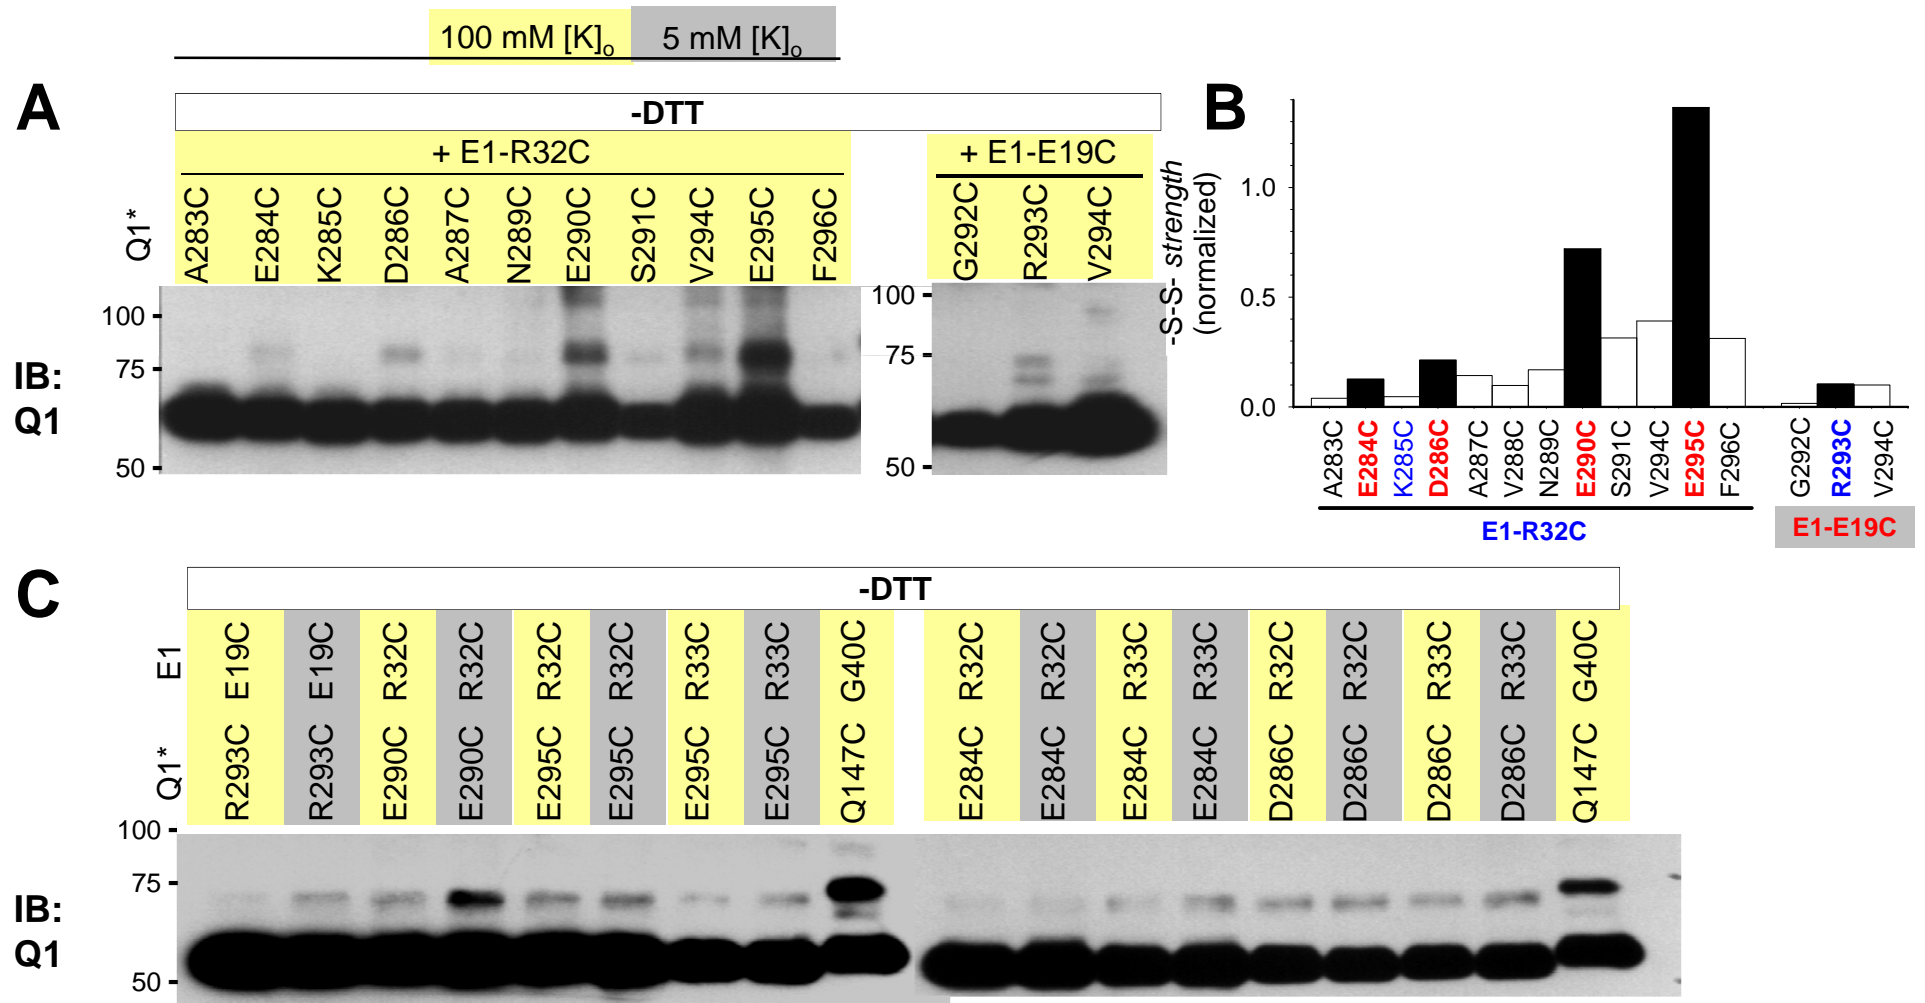 100 mM [K]o 5 mM [K]o
A
-DTT
+ E1-R32C + E1-E19C
Q1* A283C E284C K285C D286C A287C N289C E290C S291C V294C E295C F296C G292C R293C V294C
100
75
50
100
75
50
IB:
Q1
B
-S-S- strength
(normalized)
1.0
0.5
0.0
A283C E284C K285C D286C A287C V288C N289C E290C S291C V294C E295C F296C G292C R293C V294C
E1-R32C E1-E19C
C
-DTT
E1 E19C E19C R32C R32C R32C R32C R33C R33C G40C R32C R32C R33C R33C R32C R32C R33C R33C G40C
Q1* R293C R293C E290C E290C E295C E295C E295C E295C Q147C E284C E284C E284C E284C D286C D286C D286C D286C Q147C
100
75
50
IB:
Q1